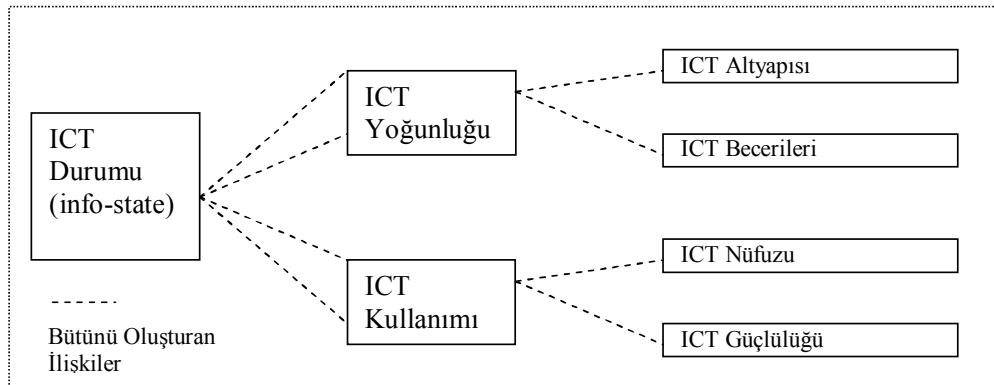 ICT
Durumu
(info-state)
ICT
Yoğunluğu
ICT
Kullanımı
ICT Altyapısı
ICT Becerileri
ICT Nüfuzu
ICT Güçlülüğü
Bütünü Oluşturan
İlişkiler